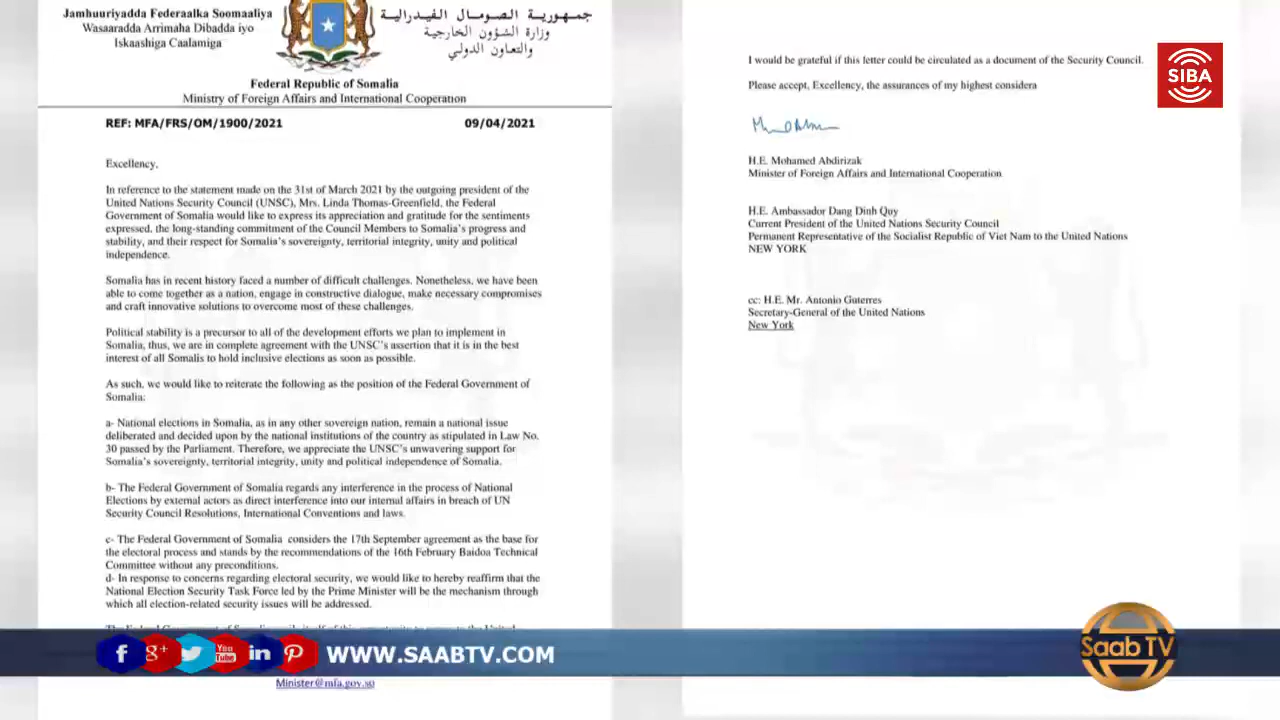 Jamhuuriyadda Federaalka Soomaaliya
Wasaaradda Arrimaha Dibadda iyo
Iskaashiga Caalamiga
جمهورية الصومال الفيدرالية
وزارة الشؤون الخارجية
والتعاون الدولي
Federal Republic of Somalia
Ministry of Foreign Affairs and International Cooperation
REF: MFA/FRS/OM/1900/2021 09/04/2021
Excellency,
In reference to the statement made on the 31st of March 2021 by the outgoing president of the
United Nations Security Council (UNSC), Mrs. Linda Thomas-Greenfield, the Federal
Government of Somalia would like to express its appreciation and gratitude for the sentiments
expressed, the long-standing commitment of the Council Members to Somalia's progress and
stability, and their respect for Somalia's sovereignty, territorial integrity, unity and political
independence.
Somalia has in recent history faced a number of difficult challenges. Nonetheless, we have been
able to come together as a nation, engage in constructive dialogue, make necessary compromises
and craft innovative solutions to overcome most of these challenges.
Political stability is a precursor to all of the development efforts we plan to implement in
Somalia, thus, we are in complete agreement with the UNSC's assertion that it is in the best
interest of all Somalis to hold inclusive elections as soon as possible.
As such, we would like to reiterate the following as the position of the Federal Government of
Somalia:
a- National elections in Somalia, as in any other sovereign nation, remain a national issue
deliberated and decided upon by the national institutions of the country as stipulated in Law No.
30 passed by the Parliament. Therefore, we appreciate the UNSC's unwavering support for
Somalia's sovereignty, territorial integrity, unity and political independence of Somalia.
b- The Federal Government of Somalia regards any interference in the process of National
Elections by external actors as direct interference into our internal affairs in breach of UN
Security Council Resolutions, International Conventions and laws.
c- The Federal Government of Somalia considers the 17th September agreement as the base for
the electoral process and stands by the recommendations of the 16th February Baidoa Technical
Committee without any preconditions.
d- In response to concerns regarding electoral security, we would like to hereby reaffirm that the
National Election Security Task Force led by the Prime Minister will be the mechanism through
which all election-related security issues will be addressed.
Minister@mfa.gov.so
I would be grateful if this letter could be circulated as a document of the Security Council.
Please accept, Excellency, the assurances of my highest considera
H.E. Mohamed Abdirizak
Minister of Foreign Affairs and International Cooperation
H.E. Ambassador Dang Dinh Quy
Current President of the United Nations Security Council
Permanent Representative of the Socialist Republic of Viet Nam to the United Nations
NEW YORK
cc: H.E. Mr. Antonio Guterres
Secretary-General of the United Nations
New York
SIBA
f g+ You Tube in
WWW.SAABTV.COM
Saab TV